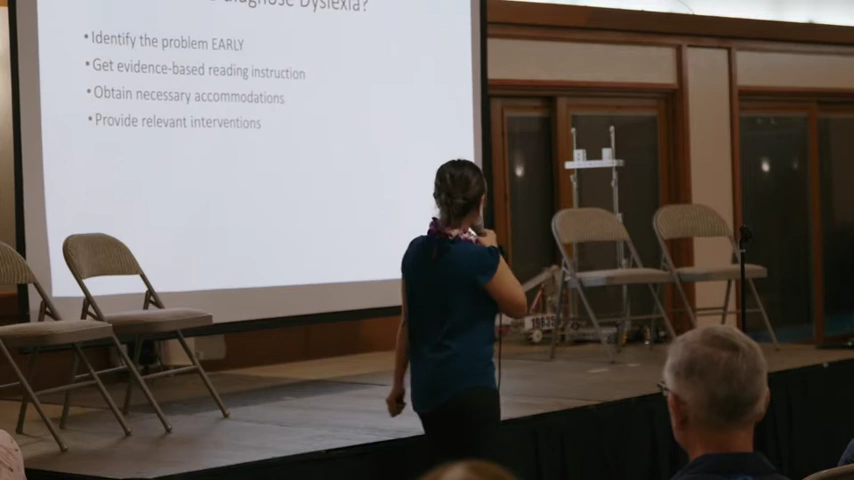 diagnose Dyslexia?
• Identify the problem EARLY
• Get evidence-based reading instruction
• Obtain necessary accommodations
• Provide relevant interventions